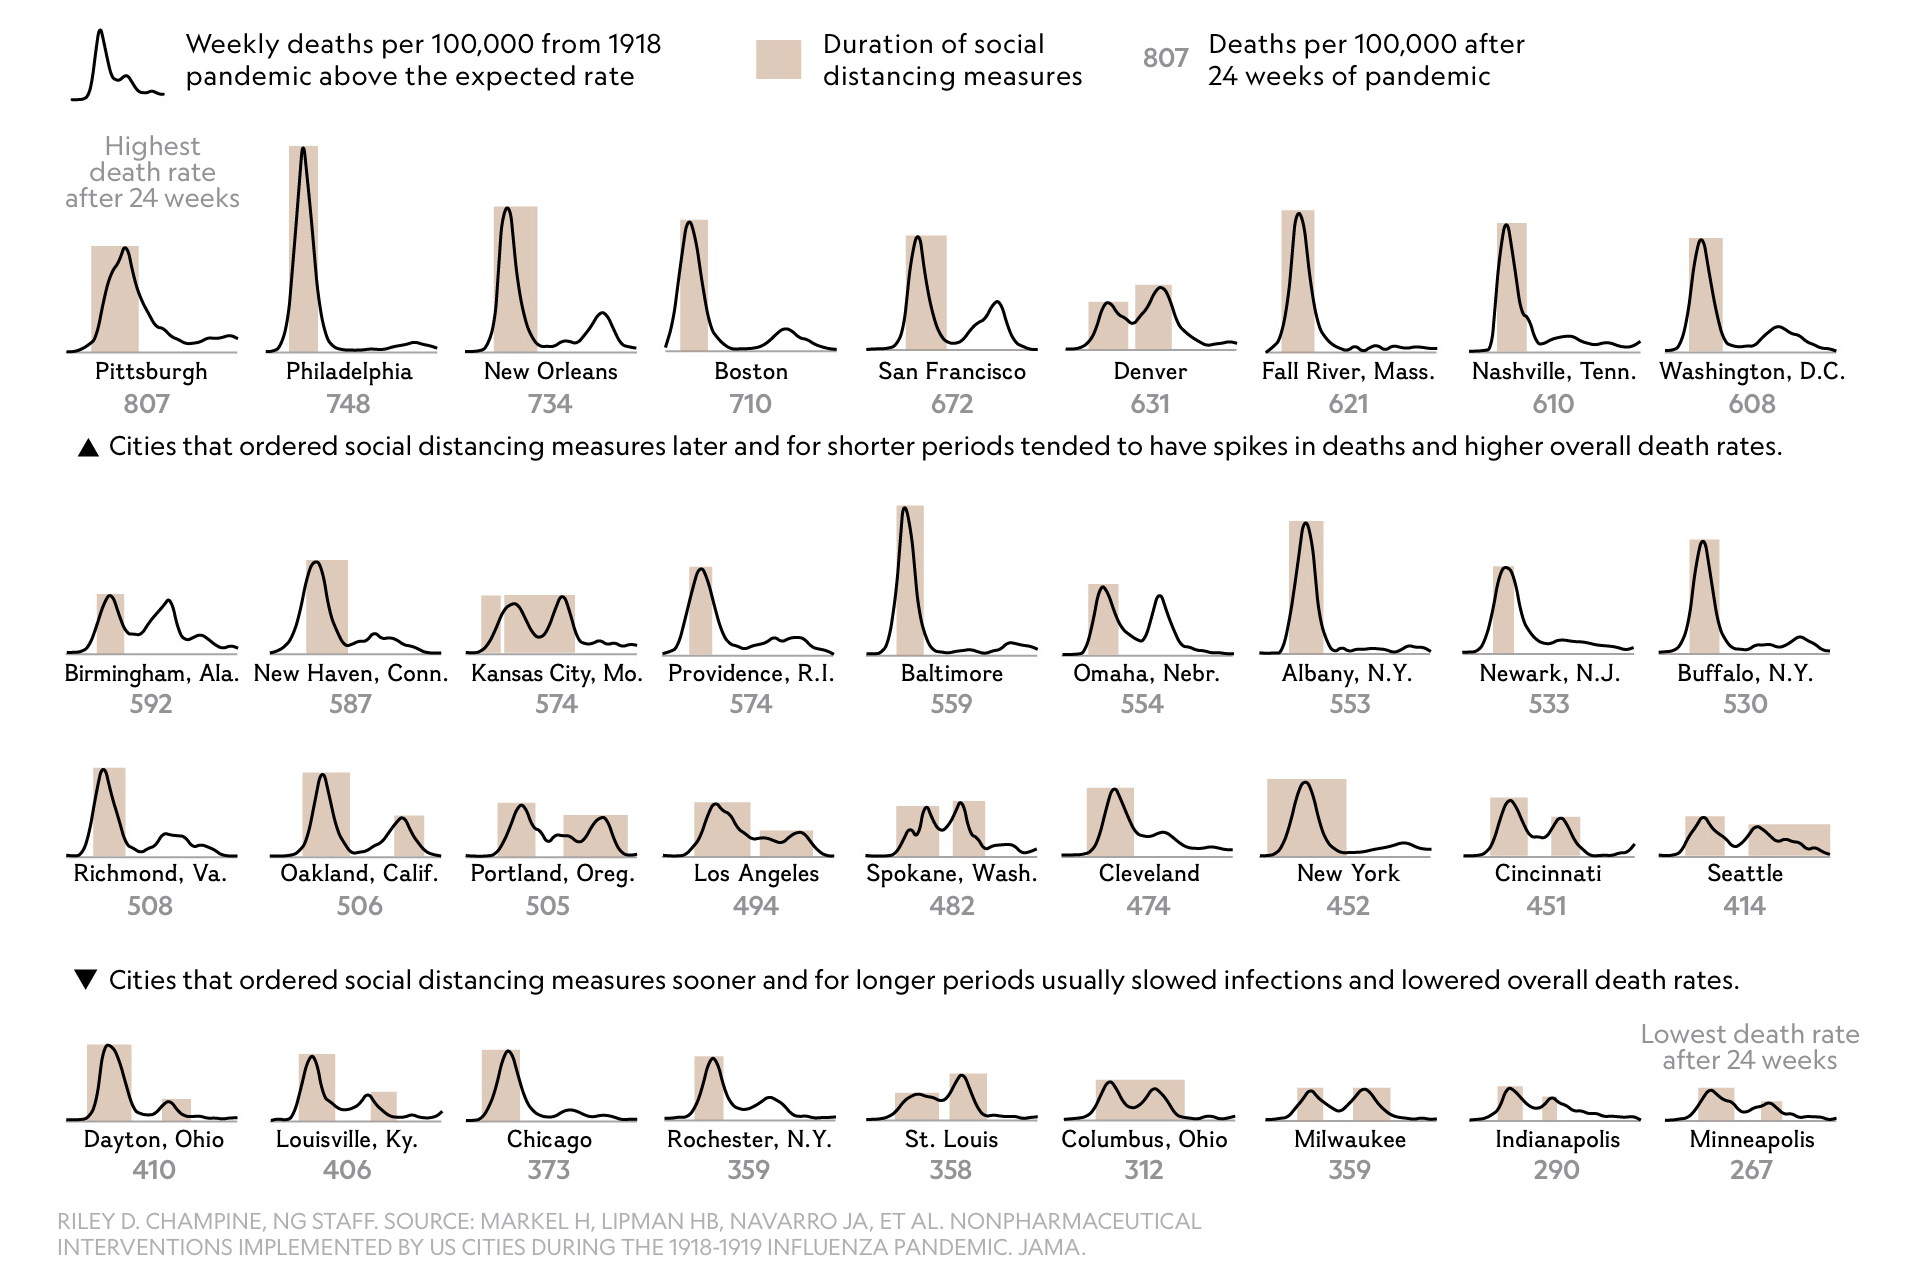 Weekly deaths per 100,000 from 1918
pandemic above the expected rate
Duration of social
distancing measures
807
Deaths per 100,000 after
24 weeks of pandemic
Highest
death rate
after 24 weeks
Pittsburgh
807
Philadelphia
748
New Orleans
734
Boston
710
San Francisco
672
Denver
631
Fall River, Mass.
621
Nashville, Tenn.
610
Washington, D.C.
608
▲ Cities that ordered social distancing measures later and for shorter periods tended to have spikes in deaths and higher overall death rates.
Birmingham, Ala.
592
New Haven, Conn.
587
Kansas City, Mo.
574
Providence, R.I.
574
Baltimore
559
Omaha, Nebr.
554
Albany, N.Y.
553
Newark, N.J.
533
Buffalo, N.Y.
530
Richmond, Va.
508
Oakland, Calif.
506
Portland, Oreg.
505
Los Angeles
494
Spokane, Wash.
482
Cleveland
474
New York
452
Cincinnati
451
Seattle
414
▼ Cities that ordered social distancing measures sooner and for longer periods usually slowed infections and lowered overall death rates.
Lowest death rate
after 24 weeks
Dayton, Ohio
410
Louisville, Ky.
406
Chicago
373
Rochester, N.Y.
359
St. Louis
358
Columbus, Ohio
312
Milwaukee
359
Indianapolis
290
Minneapolis
267
RILEY D. CHAMPINE, NG STAFF. SOURCE: MARKEL H, LIPMAN HB, NAVARRO JA, ET AL. NONPHARMACEUTICAL
INTERVENTIONS IMPLEMENTED BY US CITIES DURING THE 1918-1919 INFLUENZA PANDEMIC. JAMA.